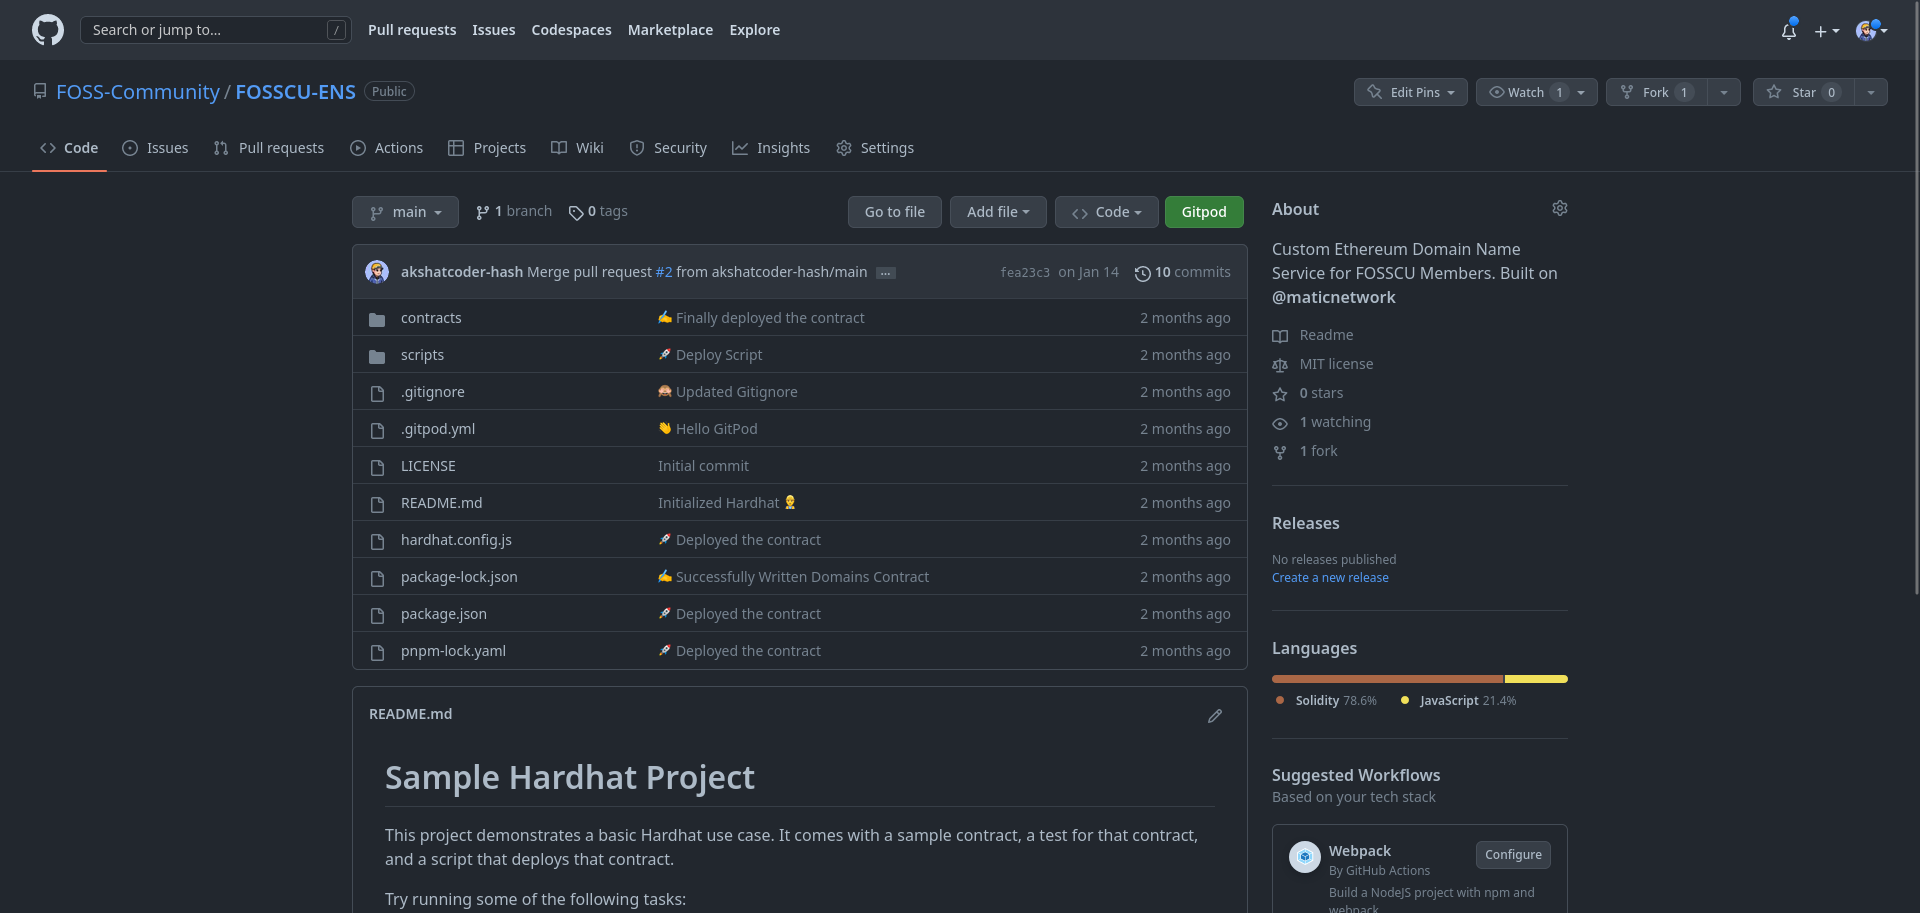 Search or jump to... /
Pull requests Issues Codespaces Marketplace Explore
FOSS-Community / FOSSCU-ENS Public
Edit Pins Watch 1 Fork 1 Star 0
Code Issues Pull requests Actions Projects Wiki Security Insights Settings
main 1 branch 0 tags Go to file Add file Code Gitpod
akshatcoder-hash Merge pull request #2 from akshatcoder-hash/main ... fea23c3 on Jan 14 10 commits
contracts ✍️ Finally deployed the contract 2 months ago
scripts 🚀 Deploy Script 2 months ago
.gitignore 🙈 Updated Gitignore 2 months ago
.gitpod.yml 👋 Hello GitPod 2 months ago
LICENSE Initial commit 2 months ago
README.md Initialized Hardhat 👷 2 months ago
hardhat.config.js 🚀 Deployed the contract 2 months ago
package-lock.json ✍️ Successfully Written Domains Contract 2 months ago
package.json 🚀 Deployed the contract 2 months ago
pnpm-lock.yaml 🚀 Deployed the contract 2 months ago
README.md
Sample Hardhat Project
This project demonstrates a basic Hardhat use case. It comes with a sample contract, a test for that contract,
and a script that deploys that contract.
Try running some of the following tasks:
About
Custom Ethereum Domain Name
Service for FOSSCU Members. Built on
@maticnetwork
Readme
MIT license
0 stars
1 watching
1 fork
Releases
No releases published
Create a new release
Languages
Solidity 78.6% JavaScript 21.4%
Suggested Workflows
Based on your tech stack
Webpack Configure
By GitHub Actions
Build a NodeJS project with npm and
webpack.